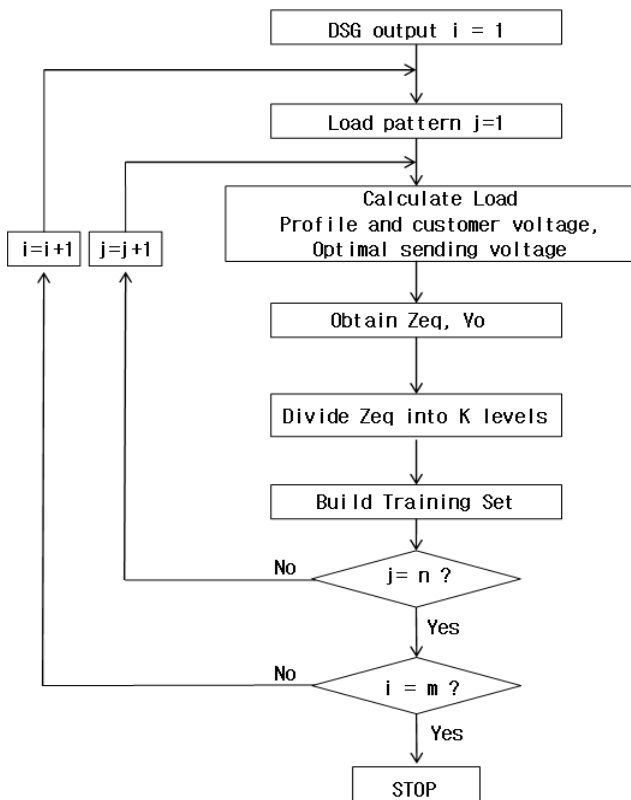 DSG output i = 1
Load pattern j=1
Calculate Load
Profile and customer voltage,
Optimal sending voltage
i=i+1
j=j+1
Obtain Zeq, Vo
Divide Zeq into K levels
Build Training Set
No
j= n ?
Yes
No
i = m ?
Yes
STOP